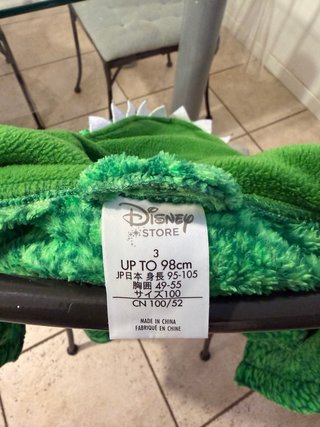 Disney
STORE
3
UP TO 98cm
JP日本 身長 95-105
胸囲 49-55
サイズ100
CN 100/52
MADE IN CHINA
FABRIQUÉ EN CHINE